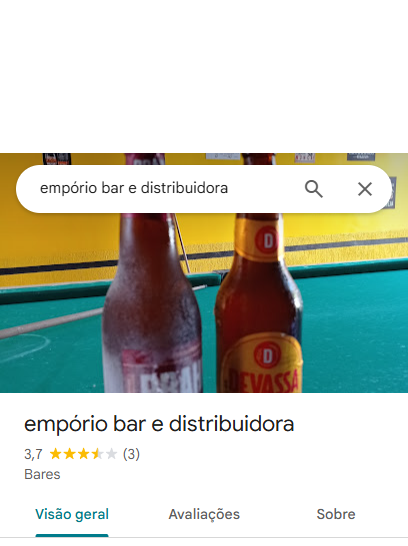 empório bar e distribuidora
D
D
DEVASSA
empório bar e distribuidora
3,7 (3)
Bares
Visão geral Avaliações Sobre